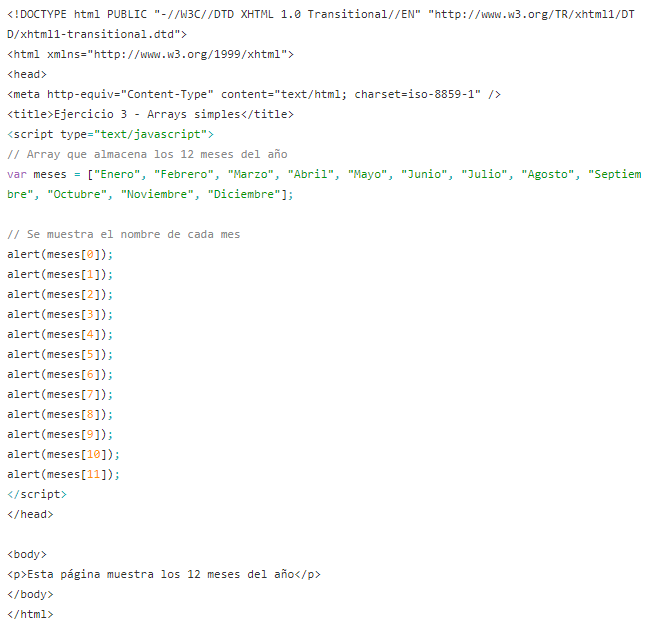 <!DOCTYPE html PUBLIC "-//W3C//DTD XHTML 1.0 Transitional//EN" "http://www.w3.org/TR/xhtml1/DT
D/xhtml1-transitional.dtd">
<html xmlns="http://www.w3.org/1999/xhtml">
<head>
<meta http-equiv="Content-Type" content="text/html; charset=iso-8859-1" />
<title>Ejercicio 3 - Arrays simples</title>
<script type="text/javascript">
// Array que almacena los 12 meses del año
var meses = ["Enero", "Febrero", "Marzo", "Abril", "Mayo", "Junio", "Julio", "Agosto", "Septiem
bre", "Octubre", "Noviembre", "Diciembre"];

// Se muestra el nombre de cada mes
alert(meses[0]);
alert(meses[1]);
alert(meses[2]);
alert(meses[3]);
alert(meses[4]);
alert(meses[5]);
alert(meses[6]);
alert(meses[7]);
alert(meses[8]);
alert(meses[9]);
alert(meses[10]);
alert(meses[11]);
</script>
</head>

<body>
<p>Esta página muestra los 12 meses del año</p>
</body>
</html>